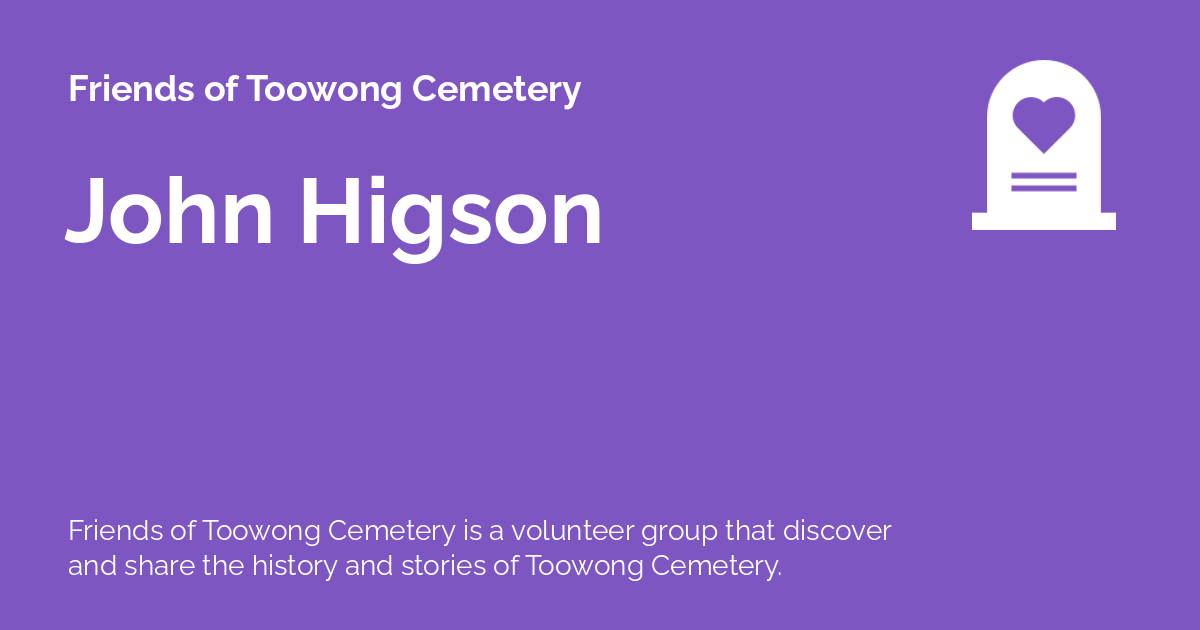 Friends of Toowong Cemetery
John Higson
Friends of Toowong Cemetery is a volunteer group that discover
and share the history and stories of Toowong Cemetery.